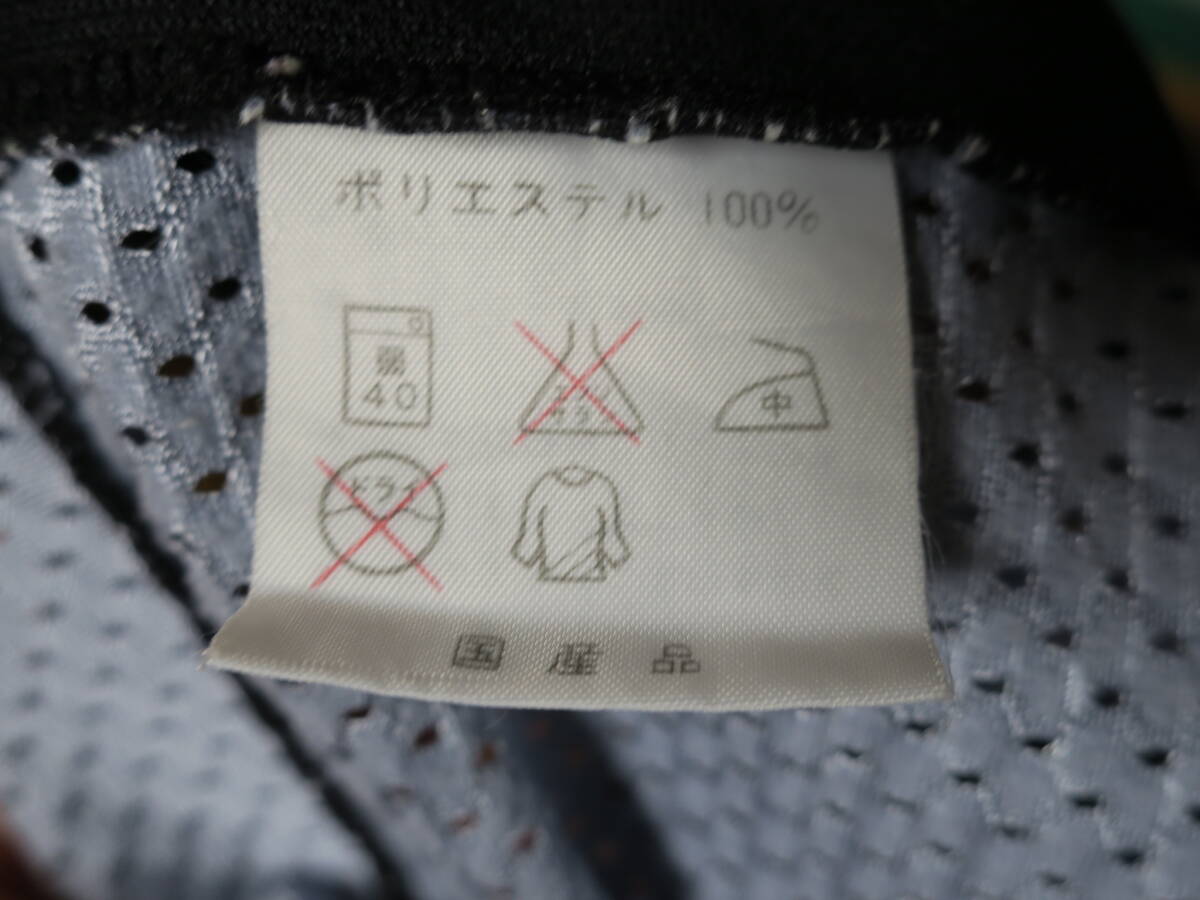 ポリエステル 100%
弱
40
中
ドライ
国産品